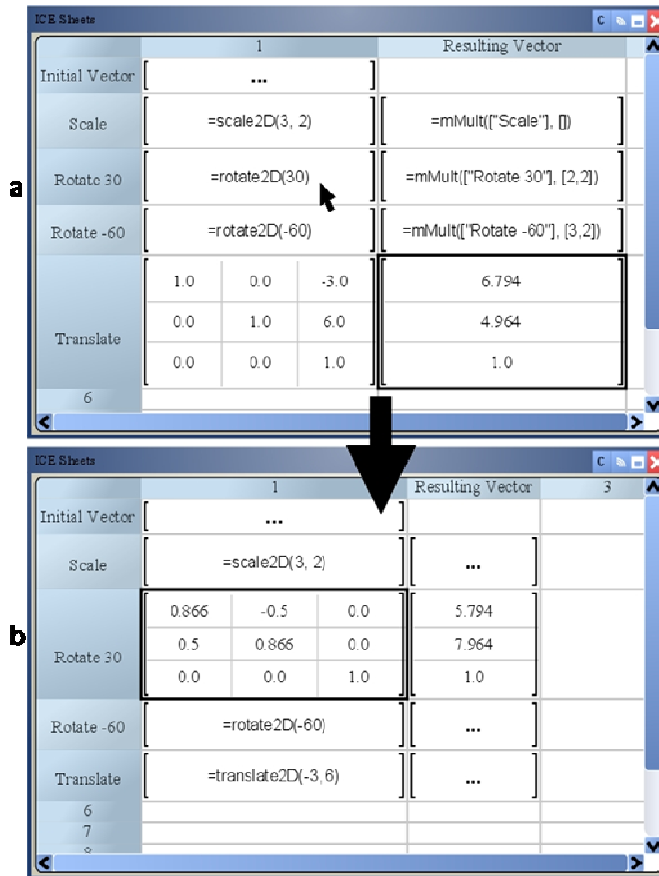 ICE Sheets C
1 Resulting Vector
Initial Vector [ ... ]
Scale [ =scale2D(3, 2) ] [ =mMult(["Scale"], []) ]
a Rotate 30 [ =rotate2D(30) ] [ =mMult(["Rotate 30"], [2,2]) ]
Rotate -60 [ =rotate2D(-60) ] [ =mMult(["Rotate -60"], [3,2]) ]
1.0 0.0 -3.0 6.794
0.0 1.0 6.0 4.964
Translate
0.0 0.0 1.0 1.0
6
ICE Sheets C
1 Resulting Vector 3
Initial Vector [ ... ]
Scale [ =scale2D(3, 2) ] [ ... ]
0.866 -0.5 0.0 5.794
b 0.5 0.866 0.0 7.964
Rotate 30
0.0 0.0 1.0 1.0
Rotate -60 [ =rotate2D(-60) ] [ ... ]
Translate [ =translate2D(-3,6) ] [ ... ]
6
7
8